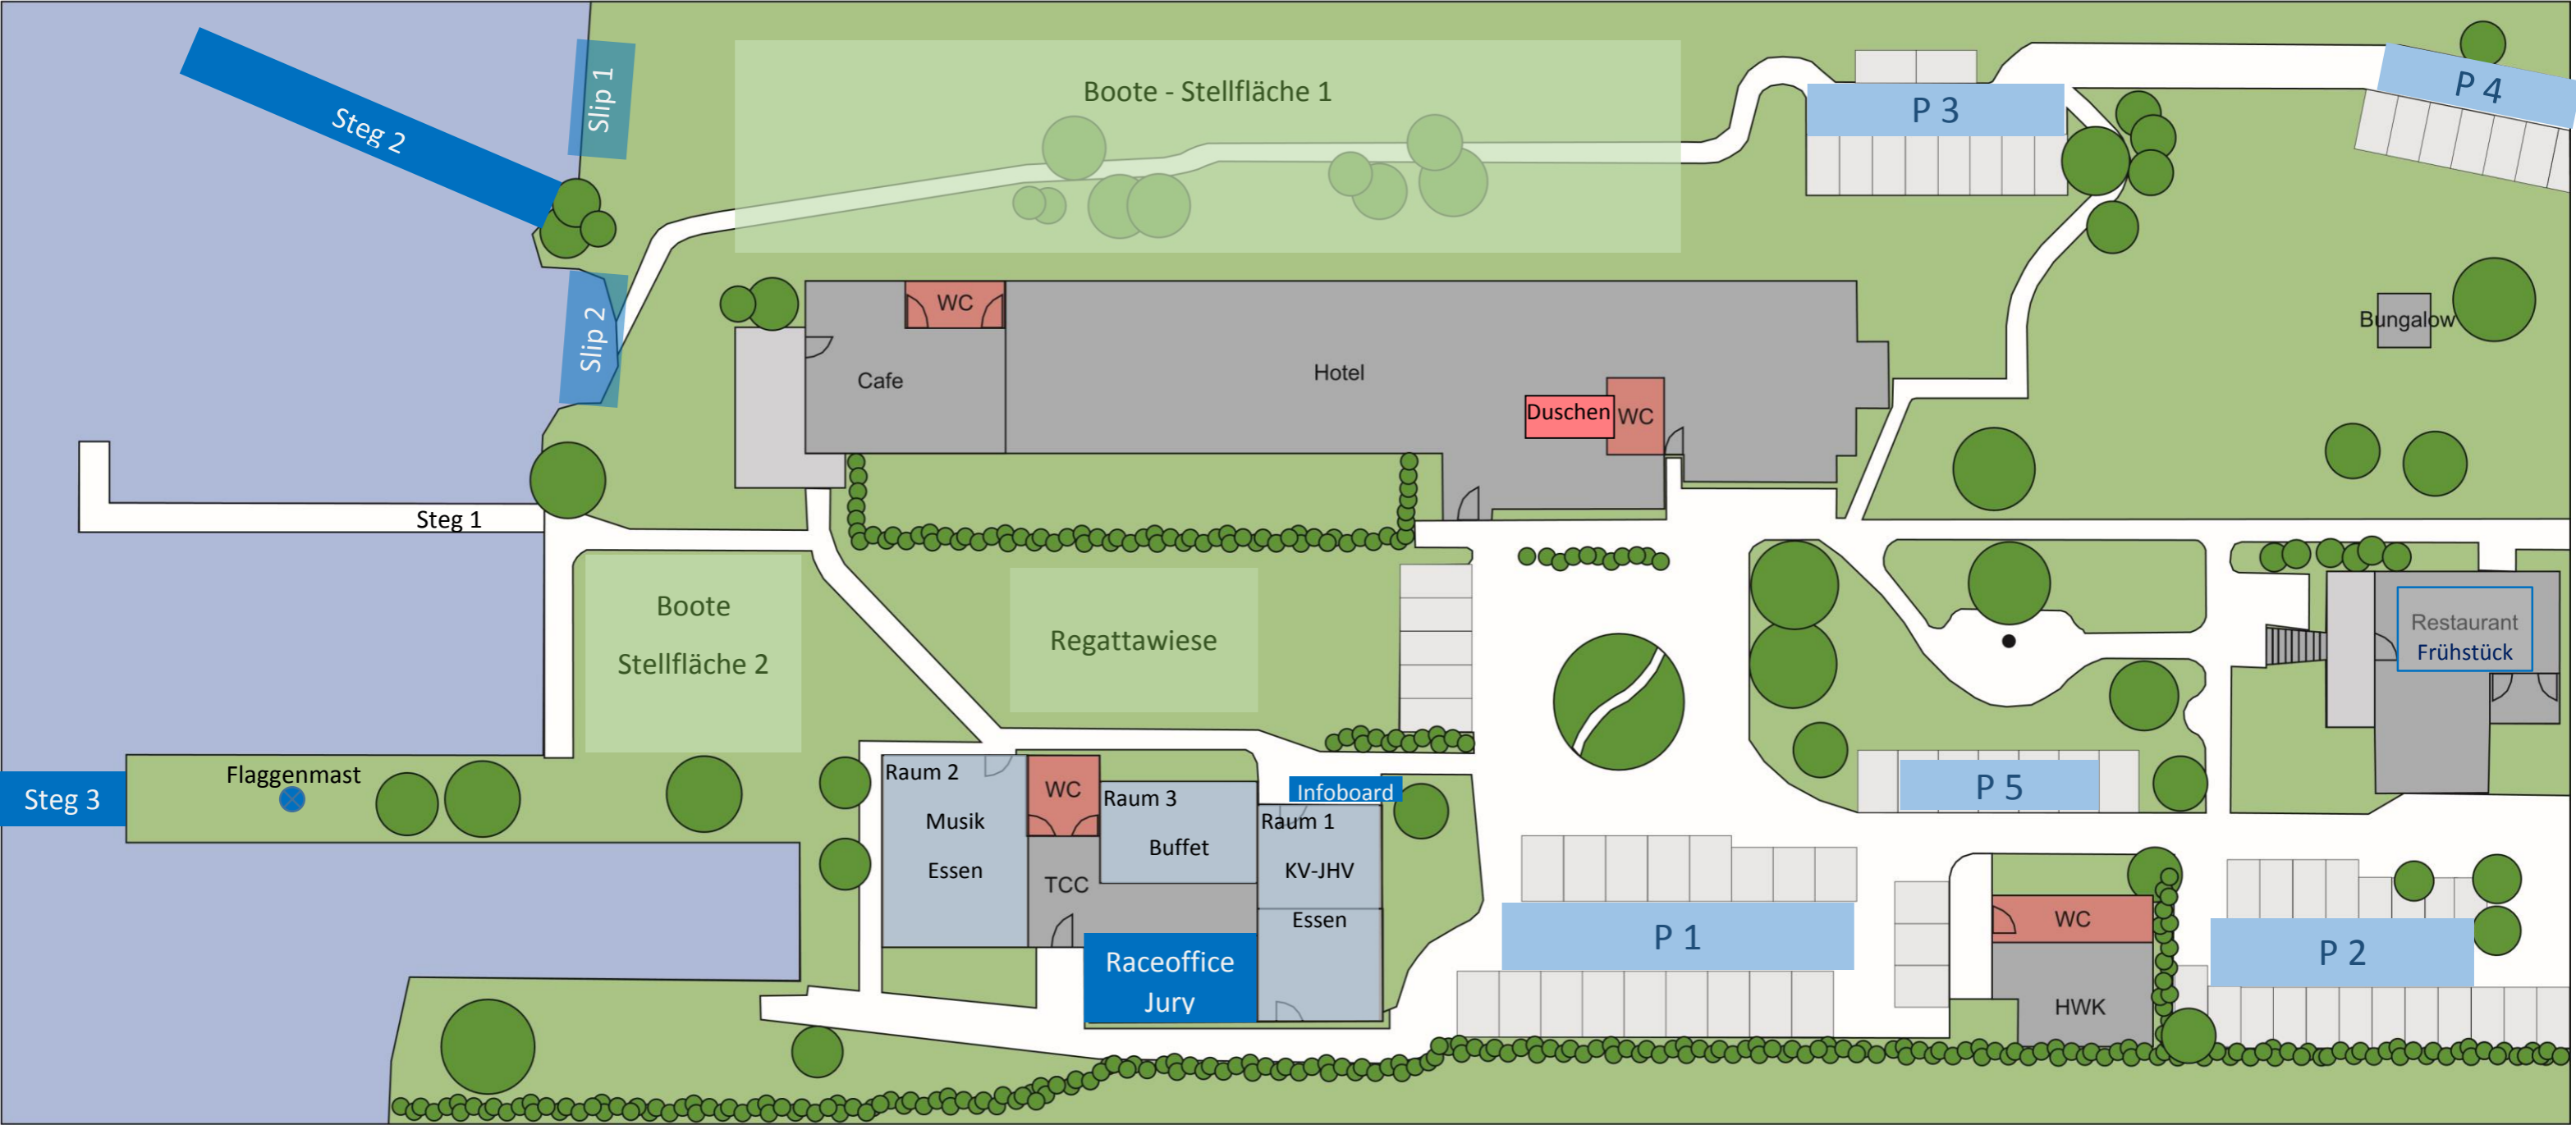 Steg 2
Slip 1
Boote - Stellfläche 1
P 3
P 4
Slip 2
WC
Cafe
Hotel
Duschen
WC
Bungalow
Steg 1
Boote
Stellfläche 2
Regattawiese
Restaurant
Frühstück
Steg 3
Flaggenmast
Raum 2
Musik
Essen
WC
TCC
Raum 3
Buffet
Infoboard
Raum 1
KV-JHV
Essen
Raceoffice
Jury
P 5
P 1
WC
HWK
P 2